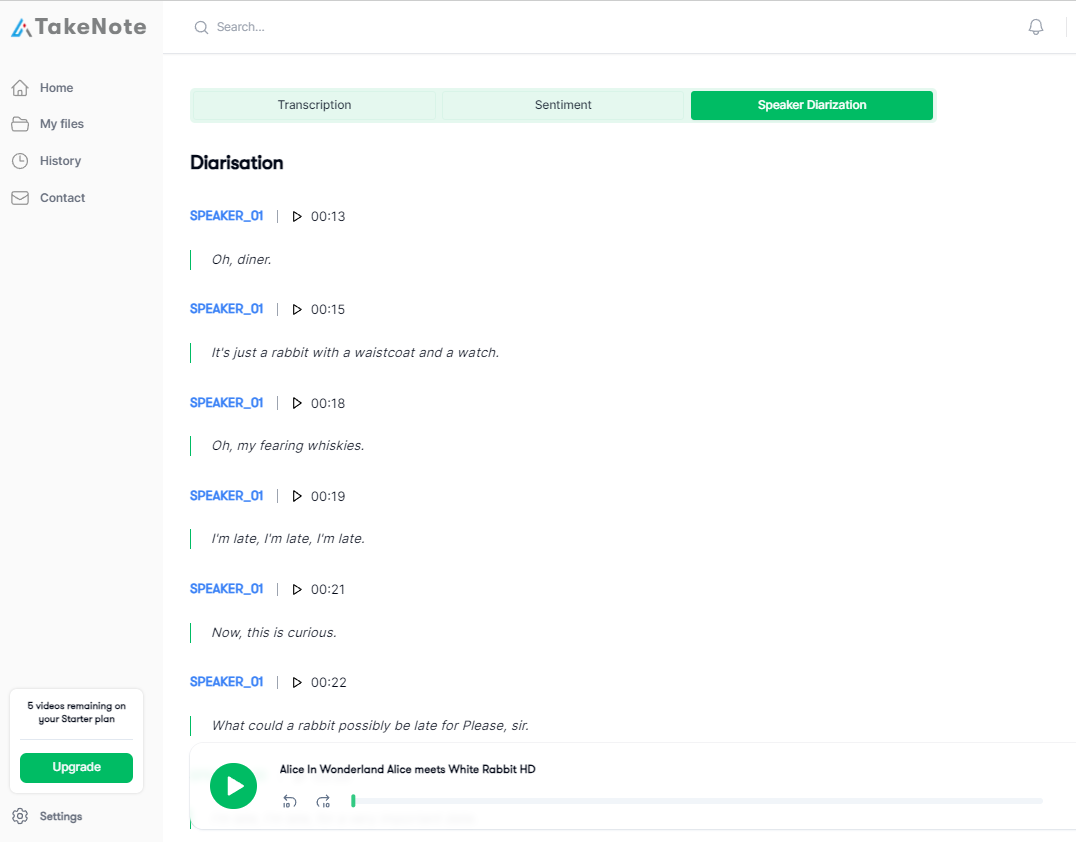 TakeNote
Search...
Home
My files
History
Contact
Transcription
Sentiment
Speaker Diarization
Diarisation
SPEAKER_01 | 00:13
Oh, diner.
SPEAKER_01 | 00:15
It's just a rabbit with a waistcoat and a watch.
SPEAKER_01 | 00:18
Oh, my fearing whiskies.
SPEAKER_01 | 00:19
I'm late, I'm late, I'm late.
SPEAKER_01 | 00:21
Now, this is curious.
SPEAKER_01 | 00:22
What could a rabbit possibly be late for Please, sir.
5 videos remaining on
your Starter plan
Upgrade
Settings
Alice In Wonderland Alice meets White Rabbit HD
10
10